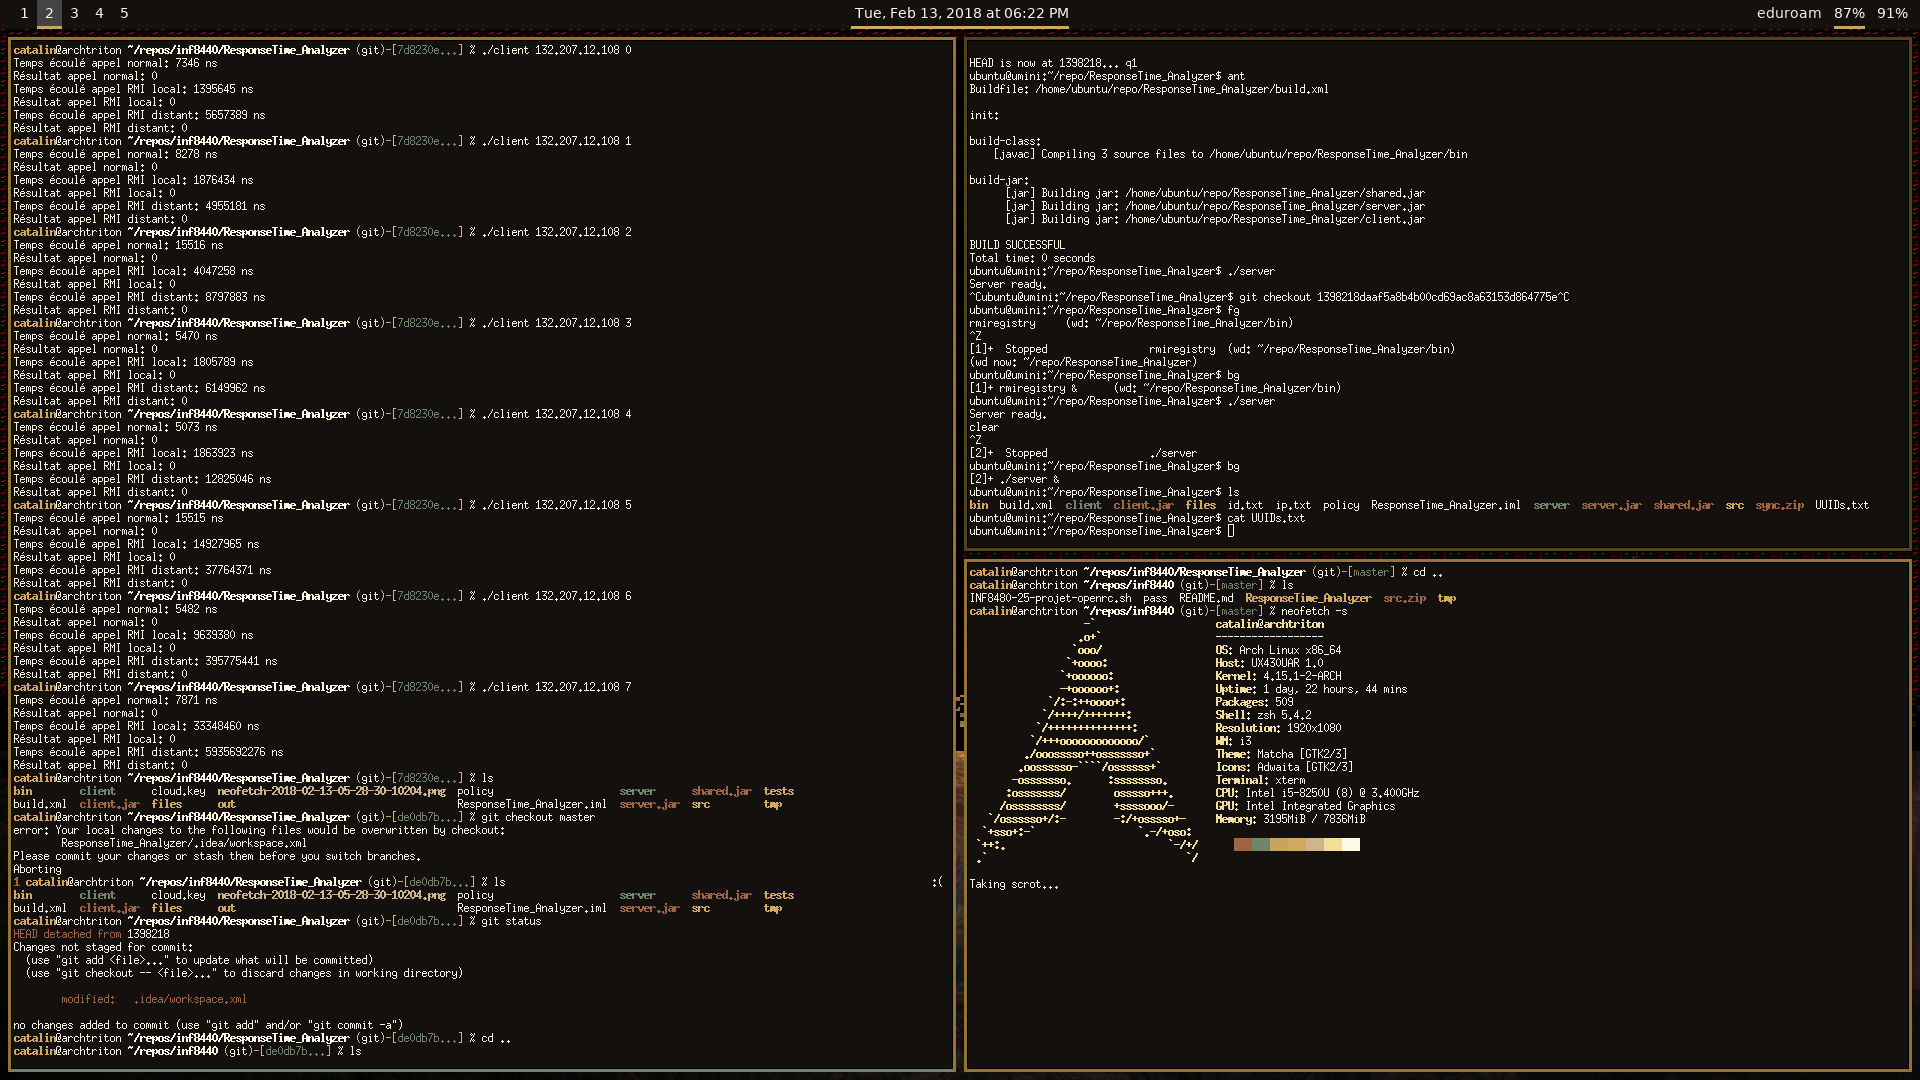 1 2 3 4 5
Tue, Feb 13, 2018 at 06:22 PM
eduroam 87% 91%
catalin@archtriton ~/repos/inf8440/ResponseTime_Analyzer (git)-[7d8230e...] % ./client 132.207.12.108 0
Temps écoulé appel normal: 7346 ns
Résultat appel normal: 0
Temps écoulé appel RMI local: 1395645 ns
Résultat appel RMI local: 0
Temps écoulé appel RMI distant: 5657389 ns
Résultat appel RMI distant: 0
catalin@archtriton ~/repos/inf8440/ResponseTime_Analyzer (git)-[7d8230e...] % ./client 132.207.12.108 1
Temps écoulé appel normal: 8278 ns
Résultat appel normal: 0
Temps écoulé appel RMI local: 1876434 ns
Résultat appel RMI local: 0
Temps écoulé appel RMI distant: 4955181 ns
Résultat appel RMI distant: 0
catalin@archtriton ~/repos/inf8440/ResponseTime_Analyzer (git)-[7d8230e...] % ./client 132.207.12.108 2
Temps écoulé appel normal: 15516 ns
Résultat appel normal: 0
Temps écoulé appel RMI local: 4047258 ns
Résultat appel RMI local: 0
Temps écoulé appel RMI distant: 8797883 ns
Résultat appel RMI distant: 0
catalin@archtriton ~/repos/inf8440/ResponseTime_Analyzer (git)-[7d8230e...] % ./client 132.207.12.108 3
Temps écoulé appel normal: 5470 ns
Résultat appel normal: 0
Temps écoulé appel RMI local: 1805789 ns
Résultat appel RMI local: 0
Temps écoulé appel RMI distant: 6149962 ns
Résultat appel RMI distant: 0
catalin@archtriton ~/repos/inf8440/ResponseTime_Analyzer (git)-[7d8230e...] % ./client 132.207.12.108 4
Temps écoulé appel normal: 5073 ns
Résultat appel normal: 0
Temps écoulé appel RMI local: 1863923 ns
Résultat appel RMI local: 0
Temps écoulé appel RMI distant: 12825046 ns
Résultat appel RMI distant: 0
catalin@archtriton ~/repos/inf8440/ResponseTime_Analyzer (git)-[7d8230e...] % ./client 132.207.12.108 5
Temps écoulé appel normal: 15515 ns
Résultat appel normal: 0
Temps écoulé appel RMI local: 14927965 ns
Résultat appel RMI local: 0
Temps écoulé appel RMI distant: 37764371 ns
Résultat appel RMI distant: 0
catalin@archtriton ~/repos/inf8440/ResponseTime_Analyzer (git)-[7d8230e...] % ./client 132.207.12.108 6
Temps écoulé appel normal: 5482 ns
Résultat appel normal: 0
Temps écoulé appel RMI local: 9639380 ns
Résultat appel RMI local: 0
Temps écoulé appel RMI distant: 395775441 ns
Résultat appel RMI distant: 0
catalin@archtriton ~/repos/inf8440/ResponseTime_Analyzer (git)-[7d8230e...] % ./client 132.207.12.108 7
Temps écoulé appel normal: 7871 ns
Résultat appel normal: 0
Temps écoulé appel RMI local: 33348460 ns
Résultat appel RMI local: 0
Temps écoulé appel RMI distant: 5935692276 ns
Résultat appel RMI distant: 0
catalin@archtriton ~/repos/inf8440/ResponseTime_Analyzer (git)-[7d8230e...] % ls
bin client cloud.key neofetch-2018-02-13-05-28-30-10204.png policy server shared.jar tests
build.xml client.jar files out ResponseTime_Analyzer.iml server.jar src tmp
catalin@archtriton ~/repos/inf8440/ResponseTime_Analyzer (git)-[de0db7b...] % git checkout master
error: Your local changes to the following files would be overwritten by checkout:
ResponseTime_Analyzer/.idea/workspace.xml
Please commit your changes or stash them before you switch branches.
Aborting
1 catalin@archtriton ~/repos/inf8440/ResponseTime_Analyzer (git)-[de0db7b...] % ls :(
bin client cloud.key neofetch-2018-02-13-05-28-30-10204.png policy server shared.jar tests
build.xml client.jar files out ResponseTime_Analyzer.iml server.jar src tmp
catalin@archtriton ~/repos/inf8440/ResponseTime_Analyzer (git)-[de0db7b...] % git status
HEAD detached from 1398218
Changes not staged for commit:
(use "git add <file>..." to update what will be committed)
(use "git checkout -- <file>..." to discard changes in working directory)
modified: .idea/workspace.xml
no changes added to commit (use "git add" and/or "git commit -a")
catalin@archtriton ~/repos/inf8440/ResponseTime_Analyzer (git)-[de0db7b...] % cd ..
catalin@archtriton ~/repos/inf8440 (git)-[de0db7b...] % ls
HEAD is now at 1398218... q1
ubuntu@umini:~/repo/ResponseTime_Analyzer$ ant
Buildfile: /home/ubuntu/repo/ResponseTime_Analyzer/build.xml
init:
build-class:
[javac] Compiling 3 source files to /home/ubuntu/repo/ResponseTime_Analyzer/bin
build-jar:
[jar] Building jar: /home/ubuntu/repo/ResponseTime_Analyzer/shared.jar
[jar] Building jar: /home/ubuntu/repo/ResponseTime_Analyzer/server.jar
[jar] Building jar: /home/ubuntu/repo/ResponseTime_Analyzer/client.jar
BUILD SUCCESSFUL
Total time: 0 seconds
ubuntu@umini:~/repo/ResponseTime_Analyzer$ ./server
Server ready.
^Cubuntu@umini:~/repo/ResponseTime_Analyzer$ git checkout 1398218daaf5a8b4b00cd69ac8a63153d864775e^C
ubuntu@umini:~/repo/ResponseTime_Analyzer$ fg
rmiregistry (wd: ~/repo/ResponseTime_Analyzer/bin)
^Z
[1]+ Stopped rmiregistry (wd: ~/repo/ResponseTime_Analyzer/bin)
(wd now: ~/repo/ResponseTime_Analyzer)
ubuntu@umini:~/repo/ResponseTime_Analyzer$ bg
[1]+ rmiregistry & (wd: ~/repo/ResponseTime_Analyzer/bin)
ubuntu@umini:~/repo/ResponseTime_Analyzer$ ./server
Server ready.
clear
^Z
[2]+ Stopped ./server
ubuntu@umini:~/repo/ResponseTime_Analyzer$ bg
[2]+ ./server &
ubuntu@umini:~/repo/ResponseTime_Analyzer$ ls
bin build.xml client client.jar files id.txt ip.txt policy ResponseTime_Analyzer.iml server server.jar shared.jar src sync.zip UUIDs.txt
ubuntu@umini:~/repo/ResponseTime_Analyzer$ cat UUIDs.txt
ubuntu@umini:~/repo/ResponseTime_Analyzer$
catalin@archtriton ~/repos/inf8440/ResponseTime_Analyzer (git)-[master] % cd ..
catalin@archtriton ~/repos/inf8440 (git)-[master] % ls
INF8480-25-projet-openrc.sh pass README.md ResponseTime_Analyzer src.zip tmp
catalin@archtriton ~/repos/inf8440 (git)-[master] % neofetch -s
catalin@archtriton
------------------
OS: Arch Linux x86_64
Host: UX430UAR 1.0
Kernel: 4.15.1-2-ARCH
Uptime: 1 day, 22 hours, 44 mins
Packages: 509
Shell: zsh 5.4.2
Resolution: 1920x1080
WM: i3
Theme: Matcha [GTK2/3]
Icons: Adwaita [GTK2/3]
Terminal: xterm
CPU: Intel i5-8250U (8) @ 3.400GHz
GPU: Intel Integrated Graphics
Memory: 3195MiB / 7836MiB
Taking scrot...